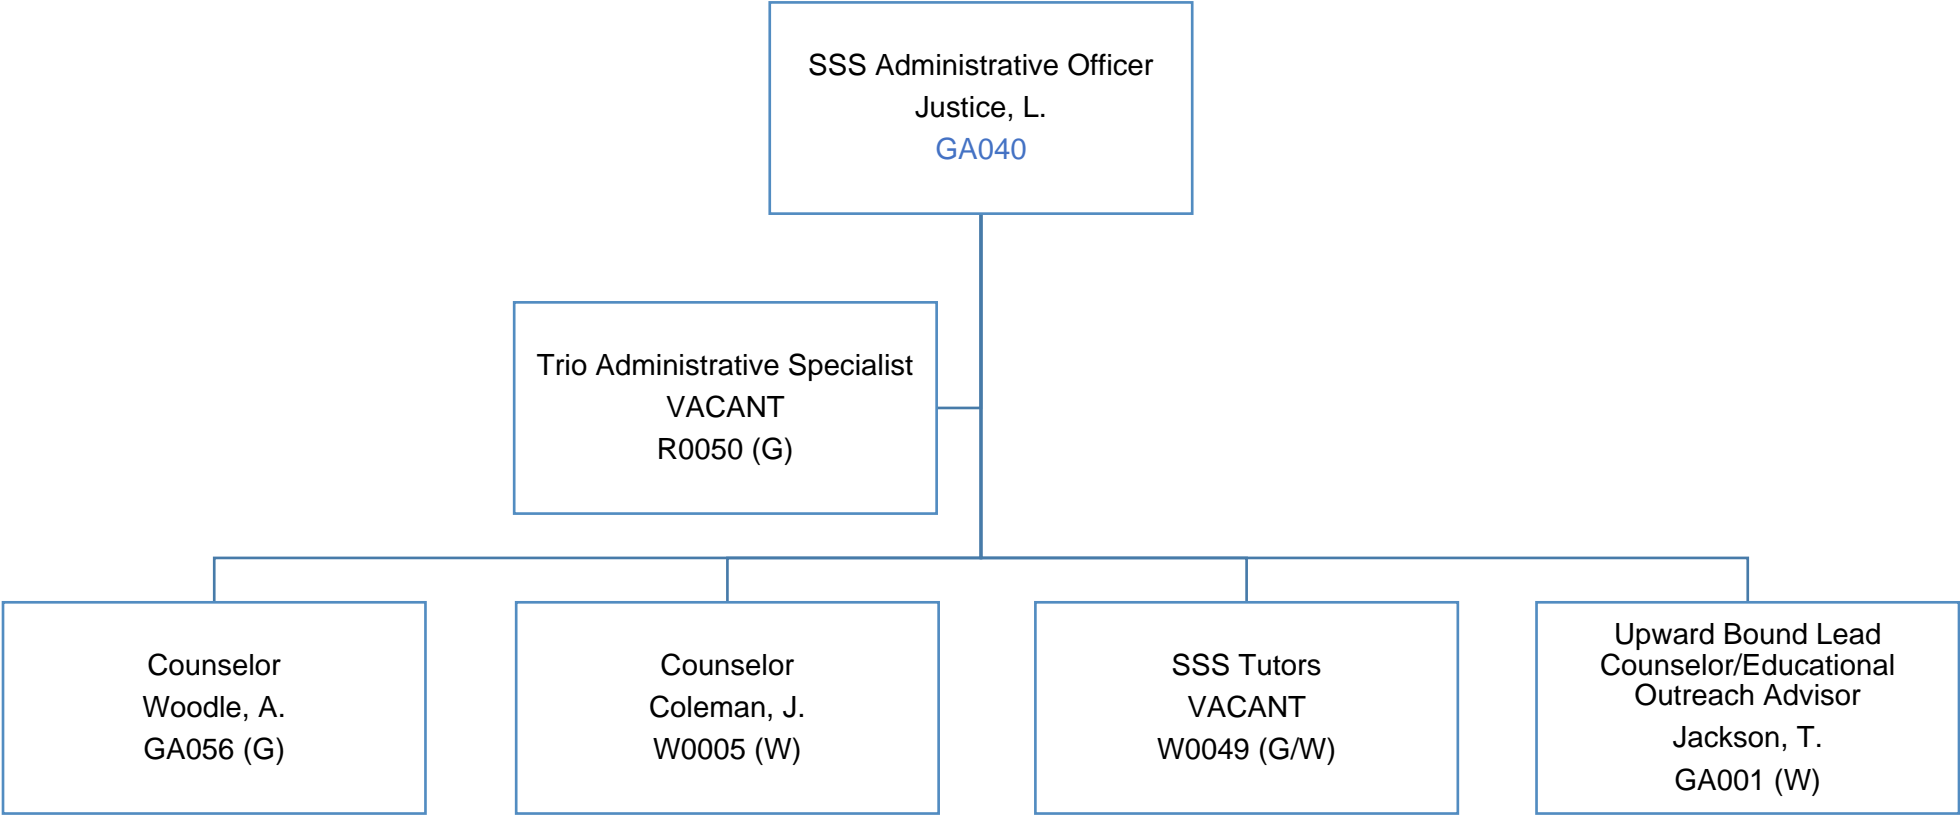 SSS Administrative Officer
Justice, L.
GA040
Trio Administrative Specialist
VACANT
R0050 (G)
Counselor
Woodle, A.
GA056 (G)
Counselor
Coleman, J.
W0005 (W)
SSS Tutors
VACANT
W0049 (G/W)
Upward Bound Lead
Counselor/Educational
Outreach Advisor
Jackson, T.
GA001 (W)